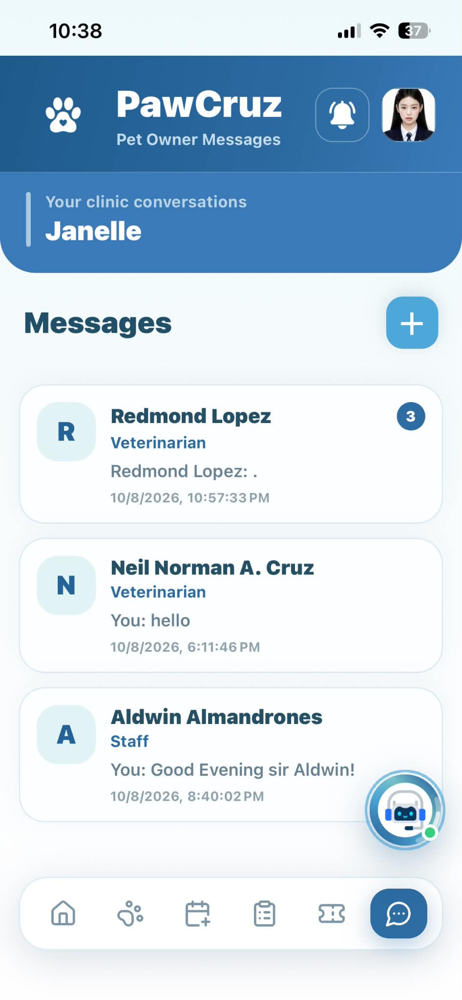 10:38
37
PawCruz
Pet Owner Messages
Your clinic conversations
Janelle
Messages
R
Redmond Lopez
3
Veterinarian
Redmond Lopez: .
10/8/2026, 10:57:33 PM
N
Neil Norman A. Cruz
Veterinarian
You: hello
10/8/2026, 6:11:46 PM
A
Aldwin Almandrones
Staff
You: Good Evening sir Aldwin!
10/8/2026, 8:40:02 PM